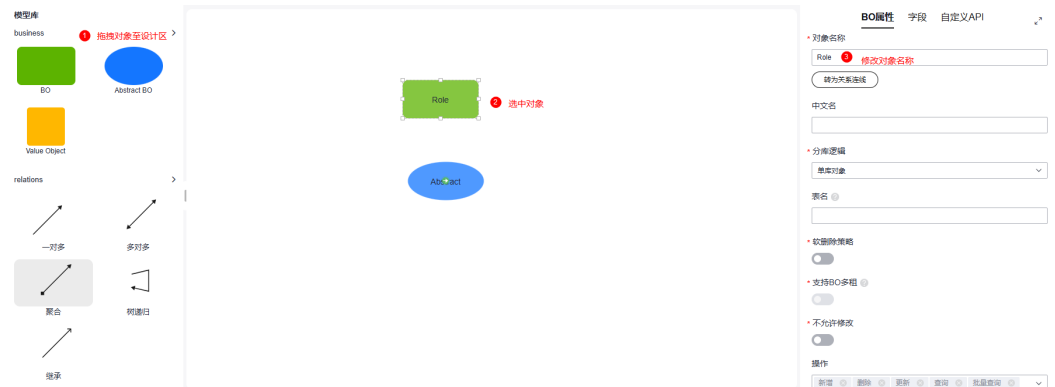 模型库
business
1 拖拽对象至设计区
BO
Abstract BO
Value Object
relations
一对多
多对多
聚合
树递归
继承
Role
2 选中对象
Abstract
BO属性 字段 自定义API
* 对象名称
Role 3 修改对象名称
转为关系连线
中文名
* 分库逻辑
单库对象
表名
* 软删除策略
* 支持BO多租
* 不允许修改
操作
新增 删除 更新 查询 批量查询